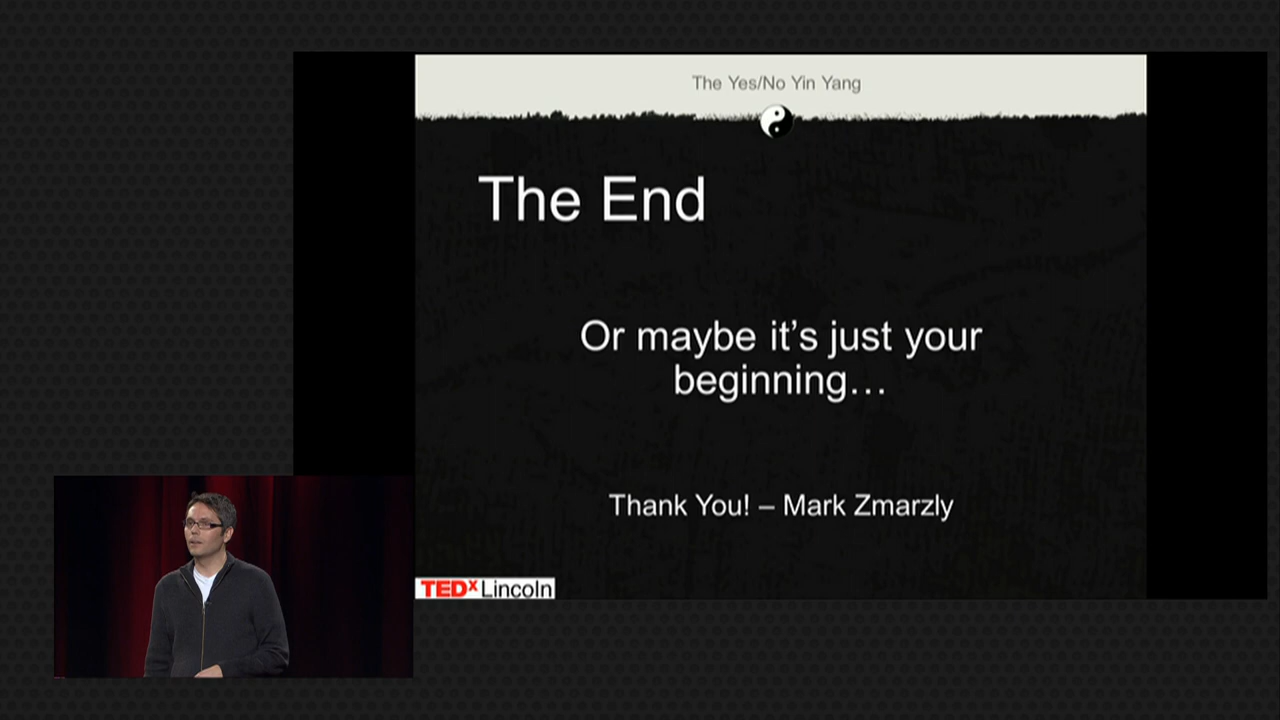 The Yes/No Yin Yang
The End
Or maybe it’s just your
beginning…
Thank You! – Mark Zmarzly
TEDx Lincoln